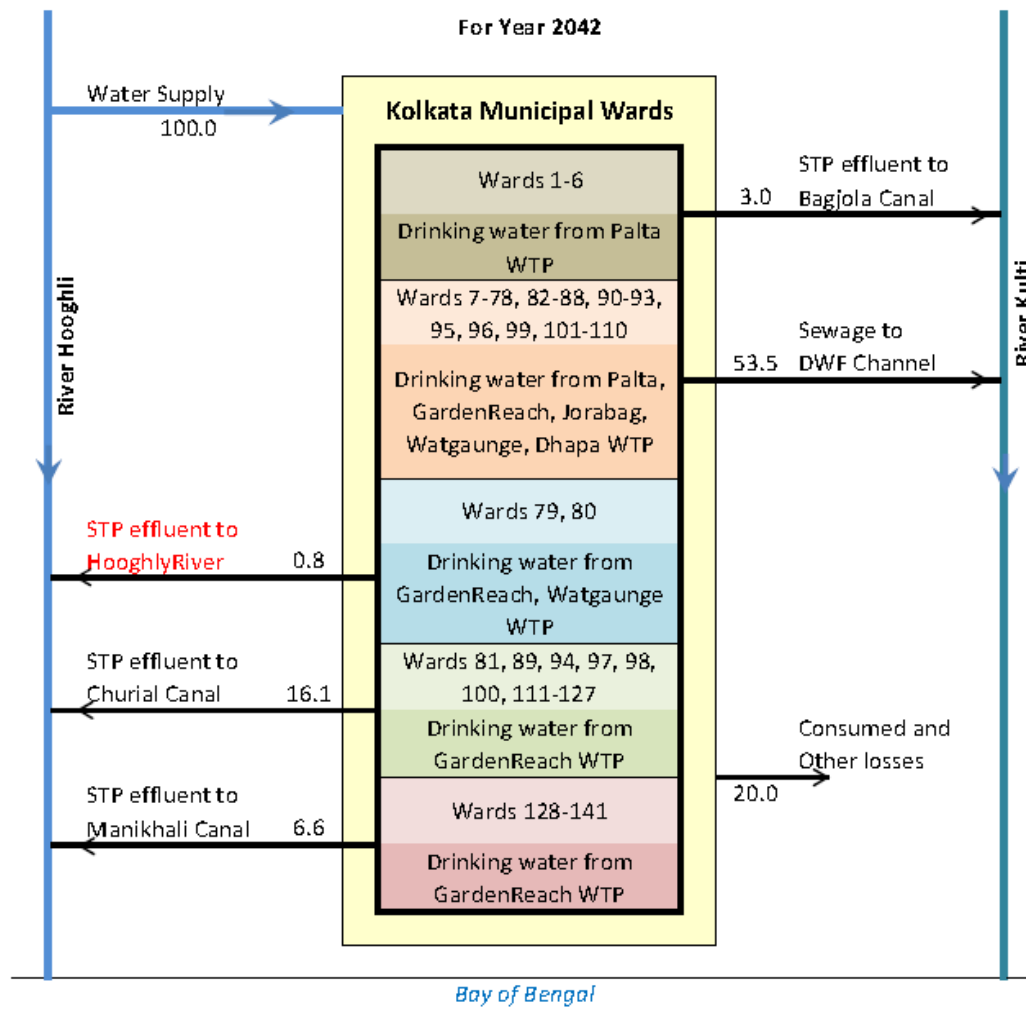 For Year 2042
Water Supply
100.0
Kolkata Municipal Wards
Wards 1-6
Drinking water from Palta
WTP
Wards 7-78, 82-88, 90-93,
95, 96, 99, 101-110
Drinking water from Palta,
GardenReach, Jorabag,
Watgaunge, Dhapa WTP
Wards 79, 80
Drinking water from
GardenReach, Watgaunge
WTP
Wards 81, 89, 94, 97, 98,
100, 111-127
Drinking water from
GardenReach WTP
Wards 128-141
Drinking water from
GardenReach WTP
STP effluent to
3.0 Bagjola Canal
Sewage to
53.5 DWF Channel
River Hooghli
River Kulti
STP effluent to
HooghlyRiver 0.8
STP effluent to
Churial Canal 16.1
STP effluent to
Manikhali Canal 6.6
Consumed and
Other losses
20.0
Bay of Bengal